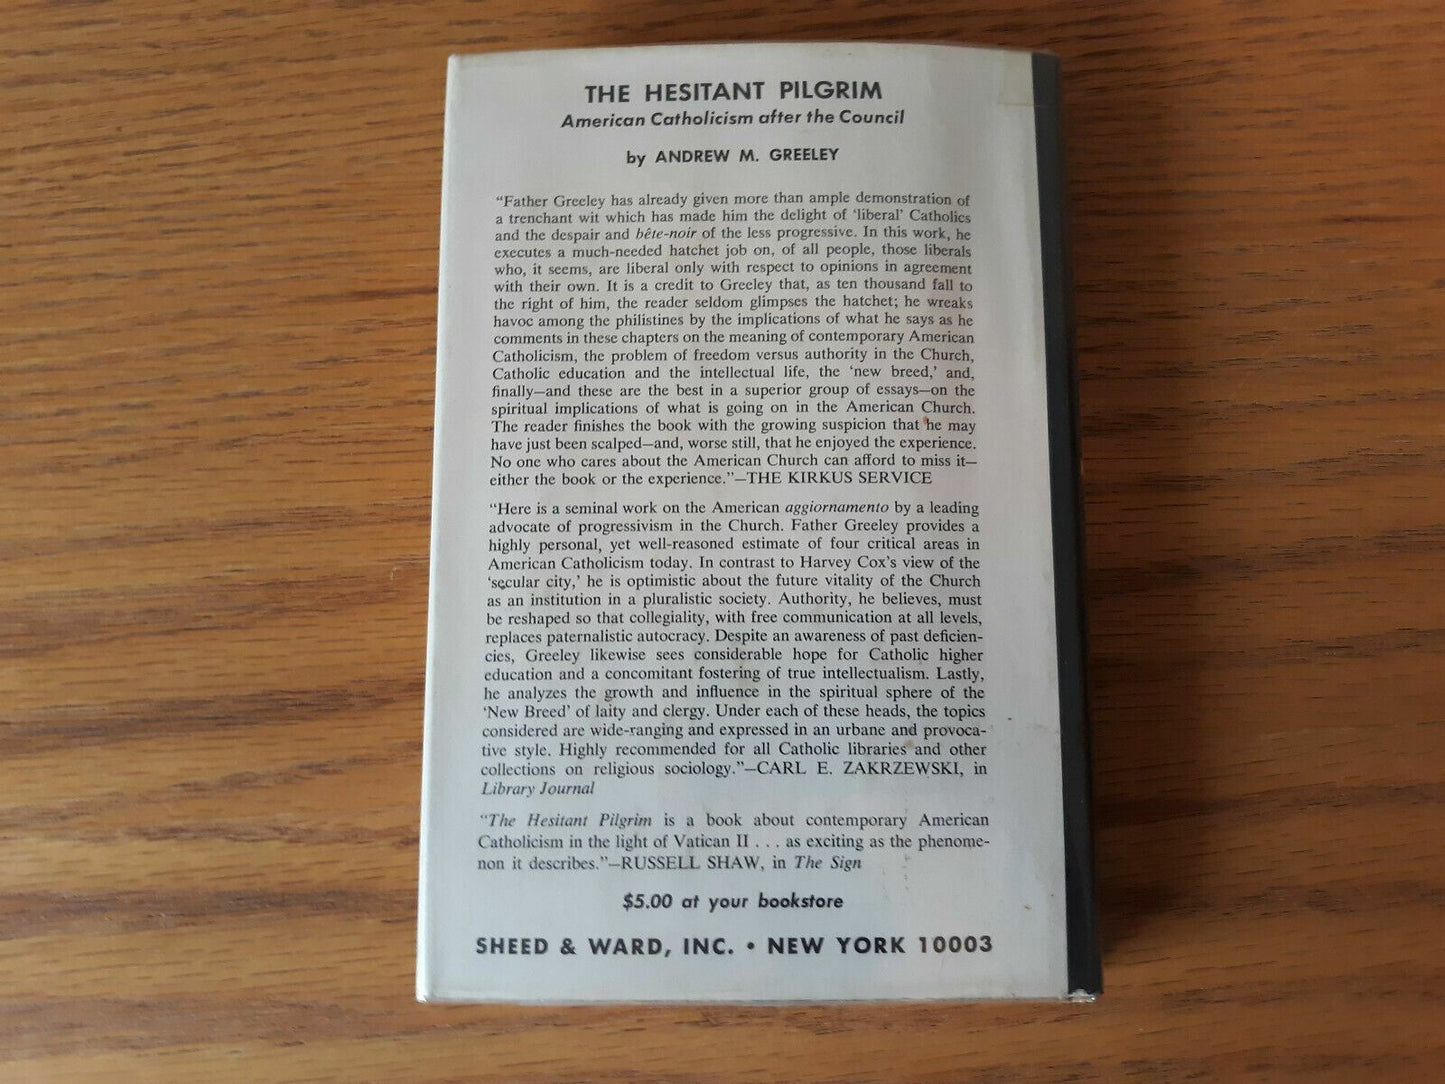 THE HESITANT PILGRIM
American Catholicism after the Council
by ANDREW M. GREELEY
“Father Greeley has already given more than ample demonstration of
a trenchant wit which has made him the delight of ‘liberal’ Catholics
and the despair and bête-noir of the less progressive. In this work, he
executes a much-needed hatchet job on, of all people, those liberals
who, it seems, are liberal only with respect to opinions in agreement
with their own. It is a credit to Greeley that, as ten thousand fall to
the right of him, the reader seldom glimpses the hatchet; he wreaks
havoc among the philistines by the implications of what he says as he
comments in these chapters on the meaning of contemporary American
Catholicism, the problem of freedom versus authority in the Church,
Catholic education and the intellectual life, the ‘new breed,’ and,
finally—and these are the best in a superior group of essays—on the
spiritual implications of what is going on in the American Church.
The reader finishes the book with the growing suspicion that he may
have just been scalped—and, worse still, that he enjoyed the experience.
No one who cares about the American Church can afford to miss it—
either the book or the experience.”—THE KIRKUS SERVICE
“Here is a seminal work on the American aggiornamento by a leading
advocate of progressivism in the Church. Father Greeley provides a
highly personal, yet well-reasoned estimate of four critical areas in
American Catholicism today. In contrast to Harvey Cox’s view of the
‘secular city,’ he is optimistic about the future vitality of the Church
as an institution in a pluralistic society. Authority, he believes, must
be reshaped so that collegiality, with free communication at all levels,
replaces paternalistic autocracy. Despite an awareness of past deficien-
cies, Greeley likewise sees considerable hope for Catholic higher
education and a concomitant fostering of true intellectualism. Lastly,
he analyzes the growth and influence in the spiritual sphere of the
‘New Breed’ of laity and clergy. Under each of these heads, the topics
considered are wide-ranging and expressed in an urbane and provoca-
tive style. Highly recommended for all Catholic libraries and other
collections on religious sociology.”—CARL E. ZAKRZEWSKI, in
Library Journal
“The Hesitant Pilgrim is a book about contemporary American
Catholicism in the light of Vatican II . . . as exciting as the phenome-
non it describes.”—RUSSELL SHAW, in The Sign
$5.00 at your bookstore
SHEED & WARD, INC. • NEW YORK 10003